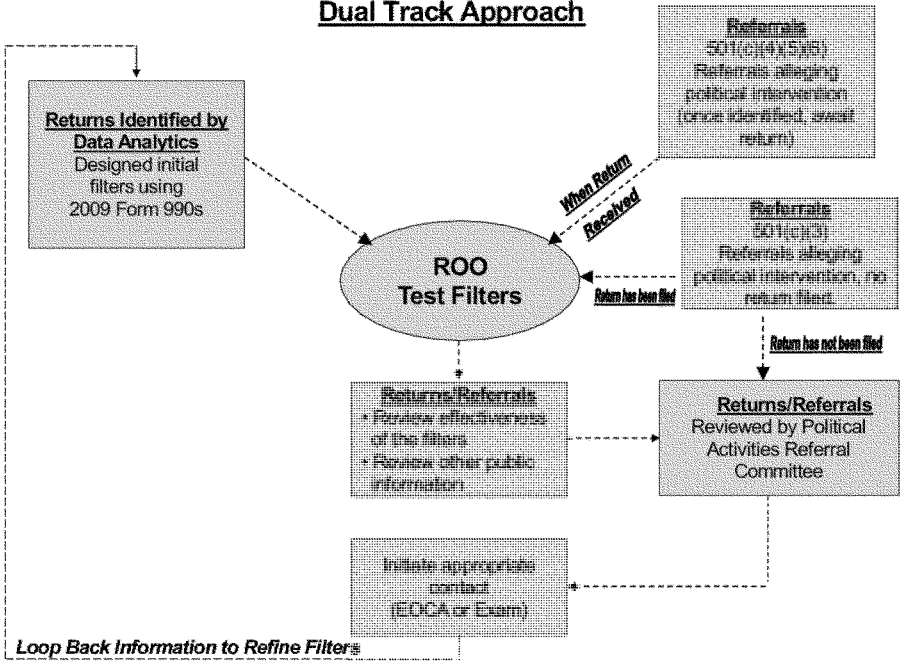 Dual Track Approach
Referrals
501(c)(4)(5)(6)
Referrals alleging
political intervention
(once identified, await
return)
Returns Identified by
Data Analytics
Designed initial
filters using
2009 Form 990s
When Return
Received
Referrals
501(c)(3)
Referrals alleging
political intervention, no
return filed.
ROO
Test Filters
Return has been filed
Return has not been filed
Returns/Referrals
• Review effectiveness
of the filters
• Review other public
information
Returns/Referrals
Reviewed by Political
Activities Referral
Committee
Initiate appropriate
contact
(EOCA or Exam)
Loop Back Information to Refine Filters